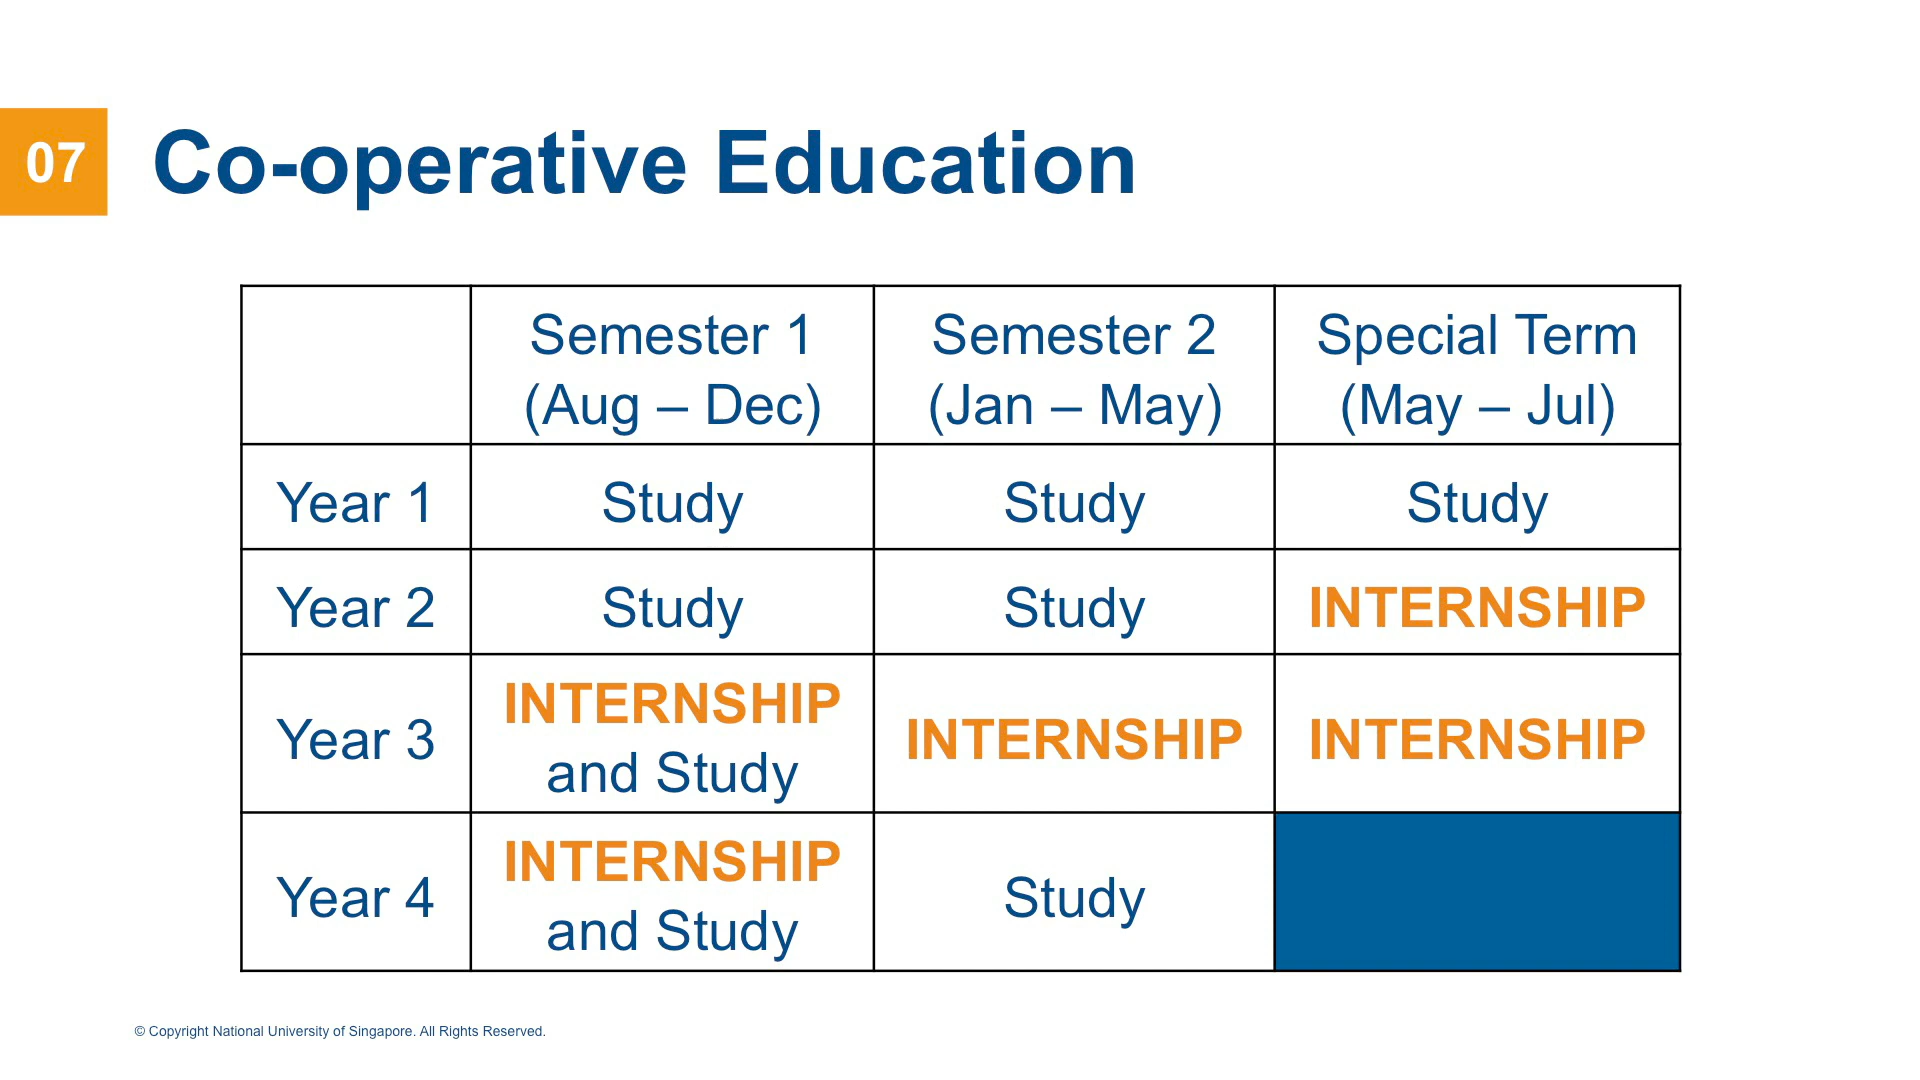 07
Co-operative Education
Semester 1
(Aug – Dec)
Semester 2
(Jan – May)
Special Term
(May – Jul)
Year 1
Study
Study
Study
Year 2
Study
Study
INTERNSHIP
Year 3
INTERNSHIP
and Study
INTERNSHIP
INTERNSHIP
Year 4
INTERNSHIP
and Study
Study
© Copyright National University of Singapore. All Rights Reserved.